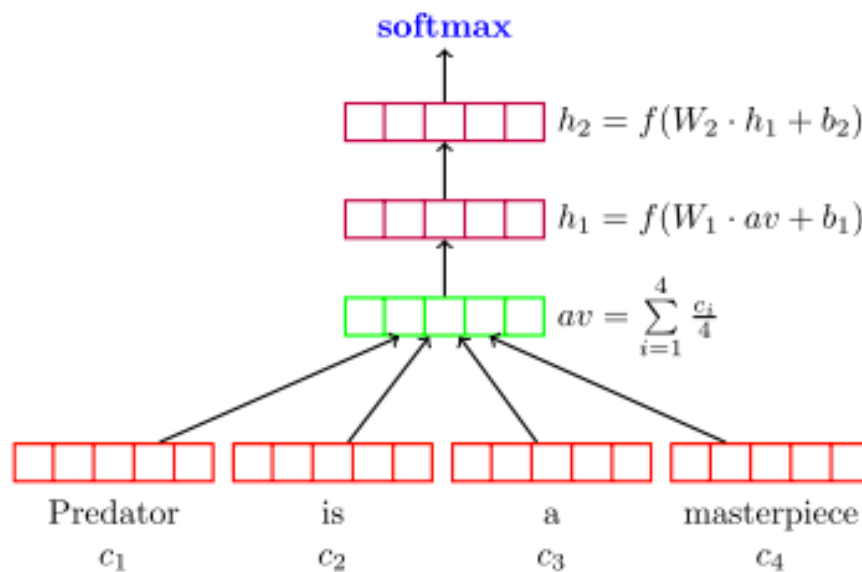 softmax
h₂ = f(W₂ · h₁ + b₂)
h₁ = f(W₁ · av + b₁)
av = ∑_{i=1}^{4} c_i/4
Predator is a masterpiece
c₁ c₂ c₃ c₄